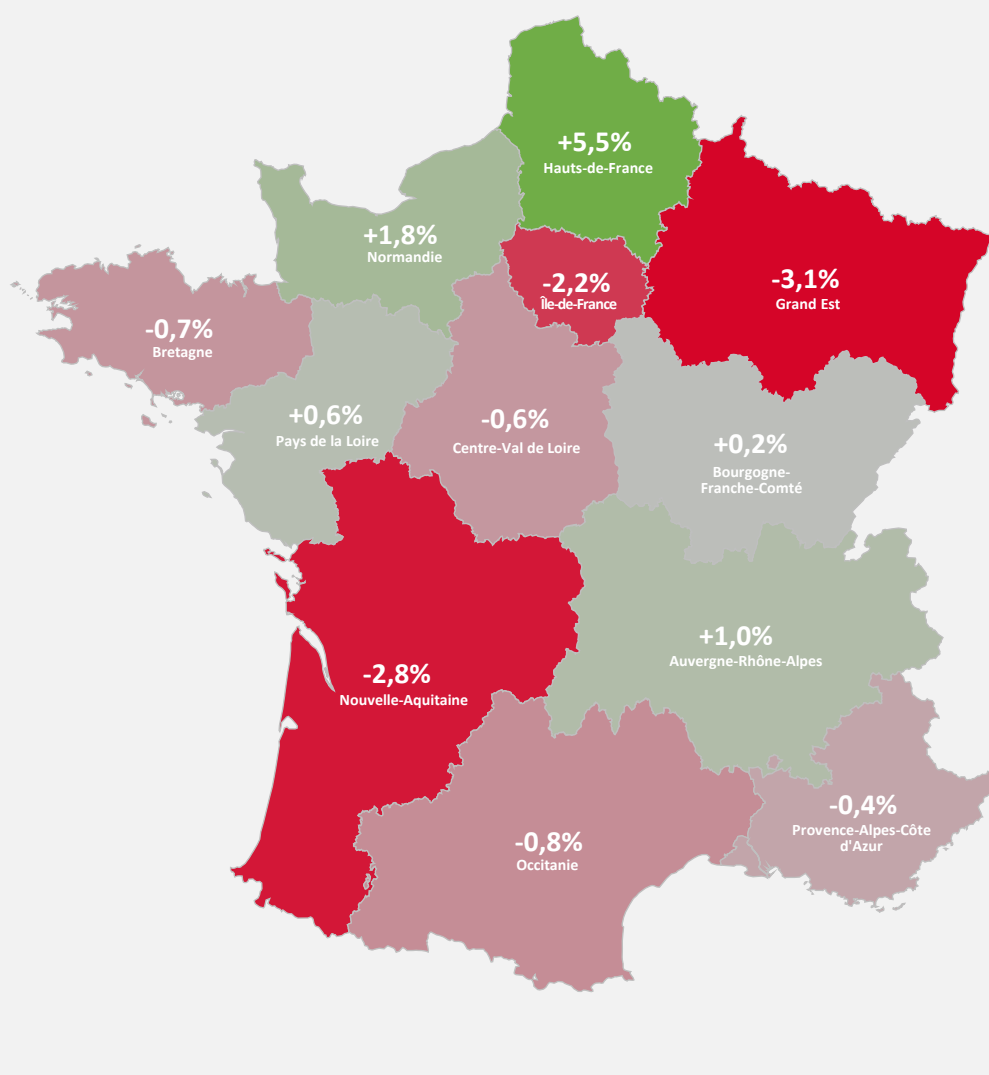 +5,5%
Hauts-de-France
+1,8%
Normandie
-2,2%
Île-de-France
-3,1%
Grand Est
-0,7%
Bretagne
+0,6%
Pays de la Loire
-0,6%
Centre-Val de Loire
+0,2%
Bourgogne-
Franche-Comté
+1,0%
Auvergne-Rhône-Alpes
-2,8%
Nouvelle-Aquitaine
-0,4%
Provence-Alpes-Côte
d'Azur
-0,8%
Occitanie